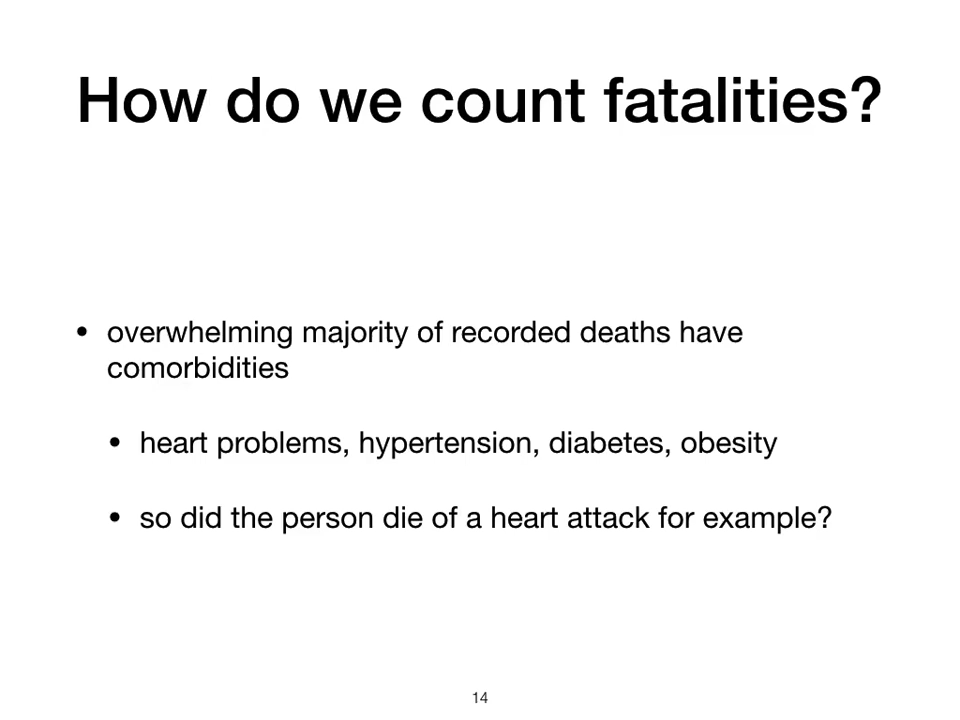 How do we count fatalities?
• overwhelming majority of recorded deaths have
comorbidities
• heart problems, hypertension, diabetes, obesity
• so did the person die of a heart attack for example?
14